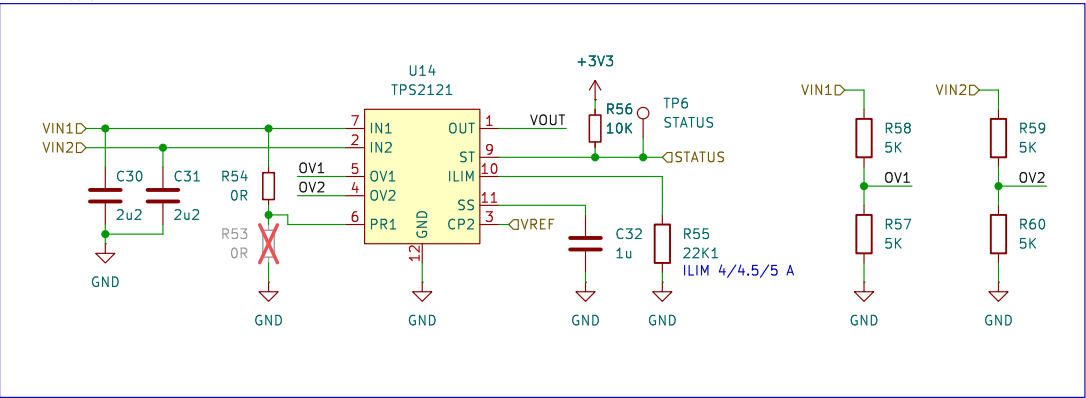 U14
TPS2121
VIN1
VIN2
7 IN1
2 IN2
OV1 5 OV1
OV2 4 OV2
6 PR1
GND
12
OUT 1 VOUT
ST 9
ILIM 10
SS 11
CP2 3 VREF
C30
2u2
C31
2u2
GND
R54
0R
R53
0R
GND
GND
+3V3
R56
10K
TP6
STATUS
STATUS
C32
1u
GND
R55
22K1
ILIM 4/4.5/5 A
GND
VIN1
R58
5K
OV1
R57
5K
GND
VIN2
R59
5K
OV2
R60
5K
GND